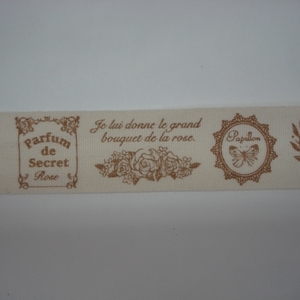 Parfum
de
Secret
Rose
Je lui donne le grand
bouquet de la rose.
Papillon